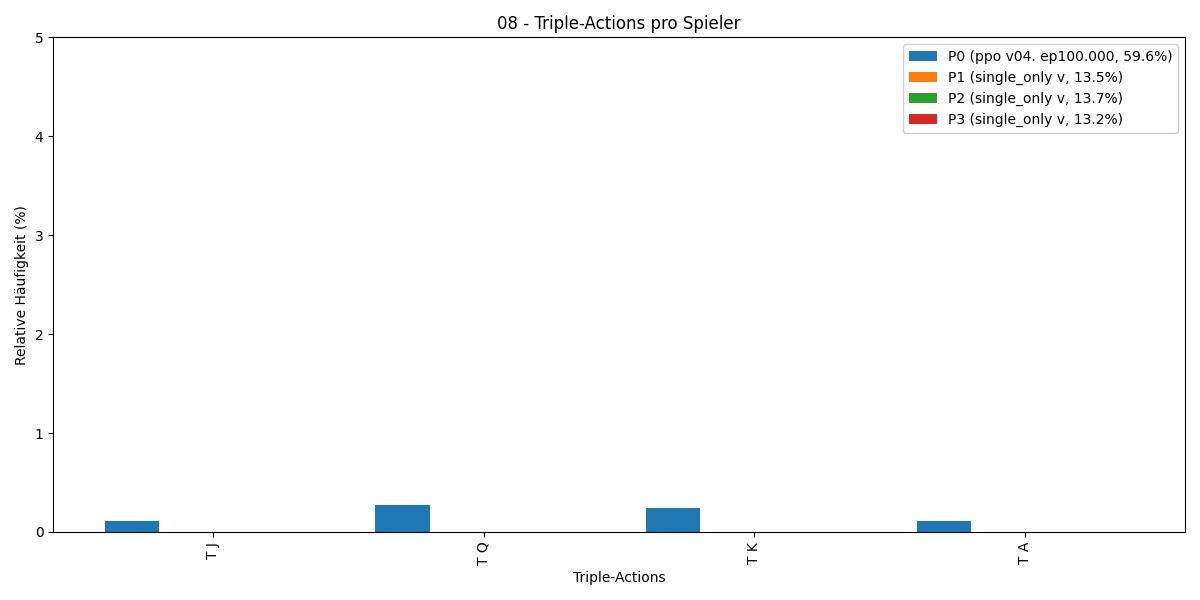 08 - Triple-Actions pro Spieler
P0 (ppo v04. ep100.000, 59.6%)
P1 (single_only v, 13.5%)
P2 (single_only v, 13.7%)
P3 (single_only v, 13.2%)
Relative Häufigkeit (%)
5
4
3
2
1
0
T J
T Q
T K
T A
Triple-Actions